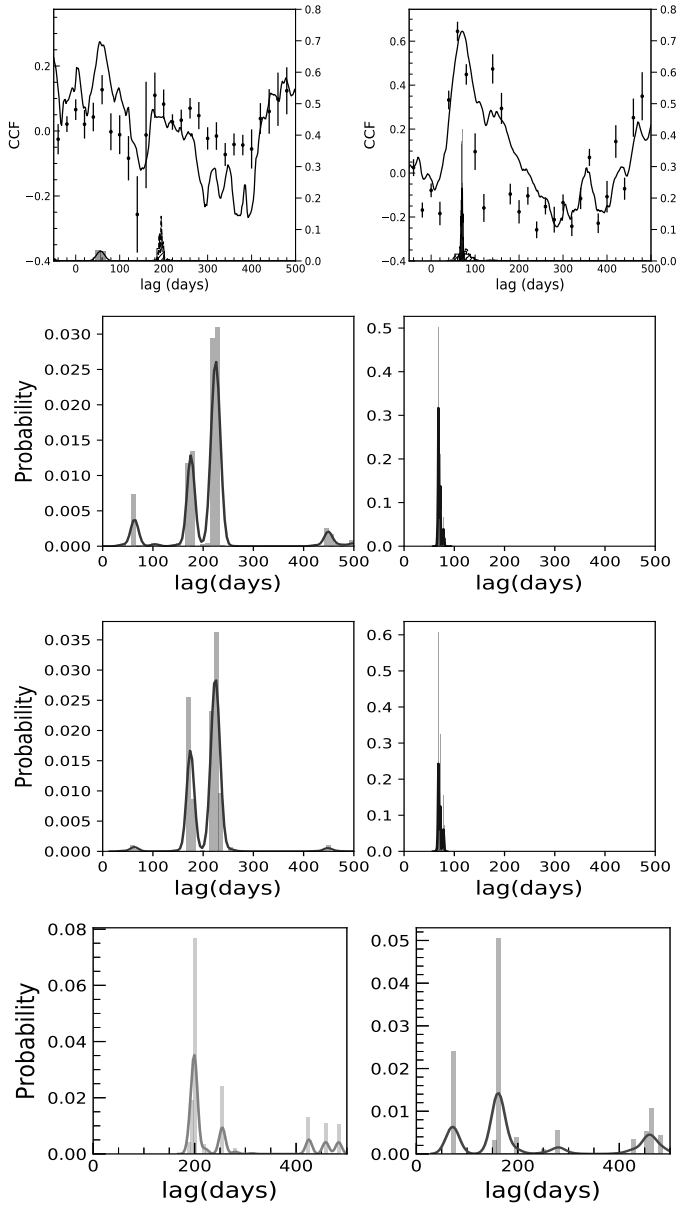 0.8 0.8
0.7 0.7
0.6 0.6
0.2 0.6
0.5 0.4 0.5
CCF 0.0 0.4 CCF 0.2 0.4
0.3 0.3
−0.2 0.0 0.2
0.2 −0.2
0.1 0.1
−0.4 0.0 −0.4 0.0
0 100 200 300 400 500 0 100 200 300 400 500
lag (days) lag (days)
0.030 0.5
0.025 0.4
0.020 0.3
Probability
0.015 0.2
0.010
0.005 0.1
0.000 0.0
0 100 200 300 400 500 0 100 200 300 400 500
lag(days) lag(days)
0.035 0.6
0.030 0.5
0.025 0.4
0.020 0.3
Probability
0.015 0.2
0.010
0.005 0.1
0.000 0.0
0 100 200 300 400 500 0 100 200 300 400 500
lag(days) lag(days)
0.08 0.05
0.06 0.04
Probability
0.04 0.03
0.02
0.02 0.01
0.00 0.00
0 200 400 0 200 400
lag(days) lag(days)